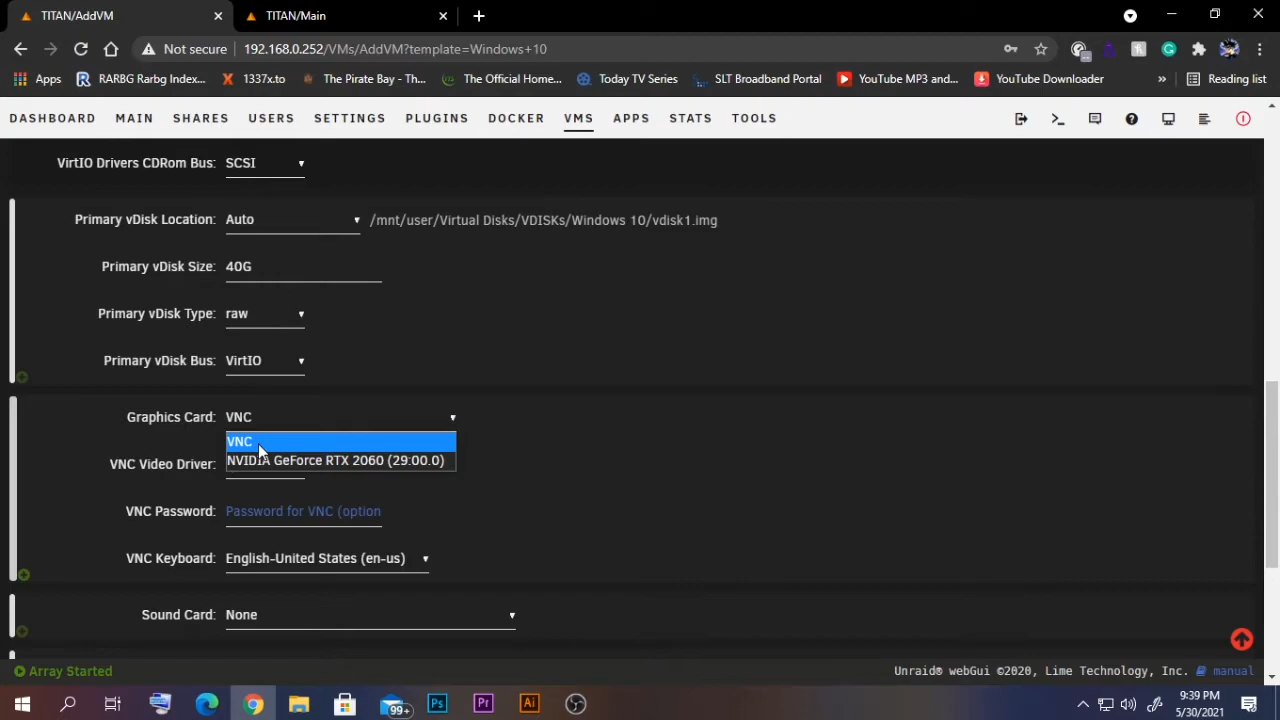 TITAN/AddVM
TITAN/Main
Not secure
192.168.0.252/VMs/AddVM?template=Windows+10
Apps
RARBG Rarbg Index...
1337x.to
The Pirate Bay - Th...
The Official Home...
Today TV Series
SLT Broadband Portal
YouTube MP3 and...
YouTube Downloader
»
Reading list
DASHBOARD MAIN SHARES USERS SETTINGS PLUGINS DOCKER VMS APPS STATS TOOLS
VirtIO Drivers CDRom Bus: SCSI
Primary vDisk Location: Auto /mnt/user/Virtual Disks/VDISKs/Windows 10/vdisk1.img
Primary vDisk Size: 40G
Primary vDisk Type: raw
Primary vDisk Bus: VirtIO
Graphics Card: VNC
VNC
NVIDIA GeForce RTX 2060 (29:00.0)
VNC Video Driver:
VNC Password: Password for VNC (option
VNC Keyboard: English-United States (en-us)
Sound Card: None
Array Started
Unraid® webGui ©2020, Lime Technology, Inc. manual
99+
Ps
Pr
Ai
9:39 PM
5/30/2021